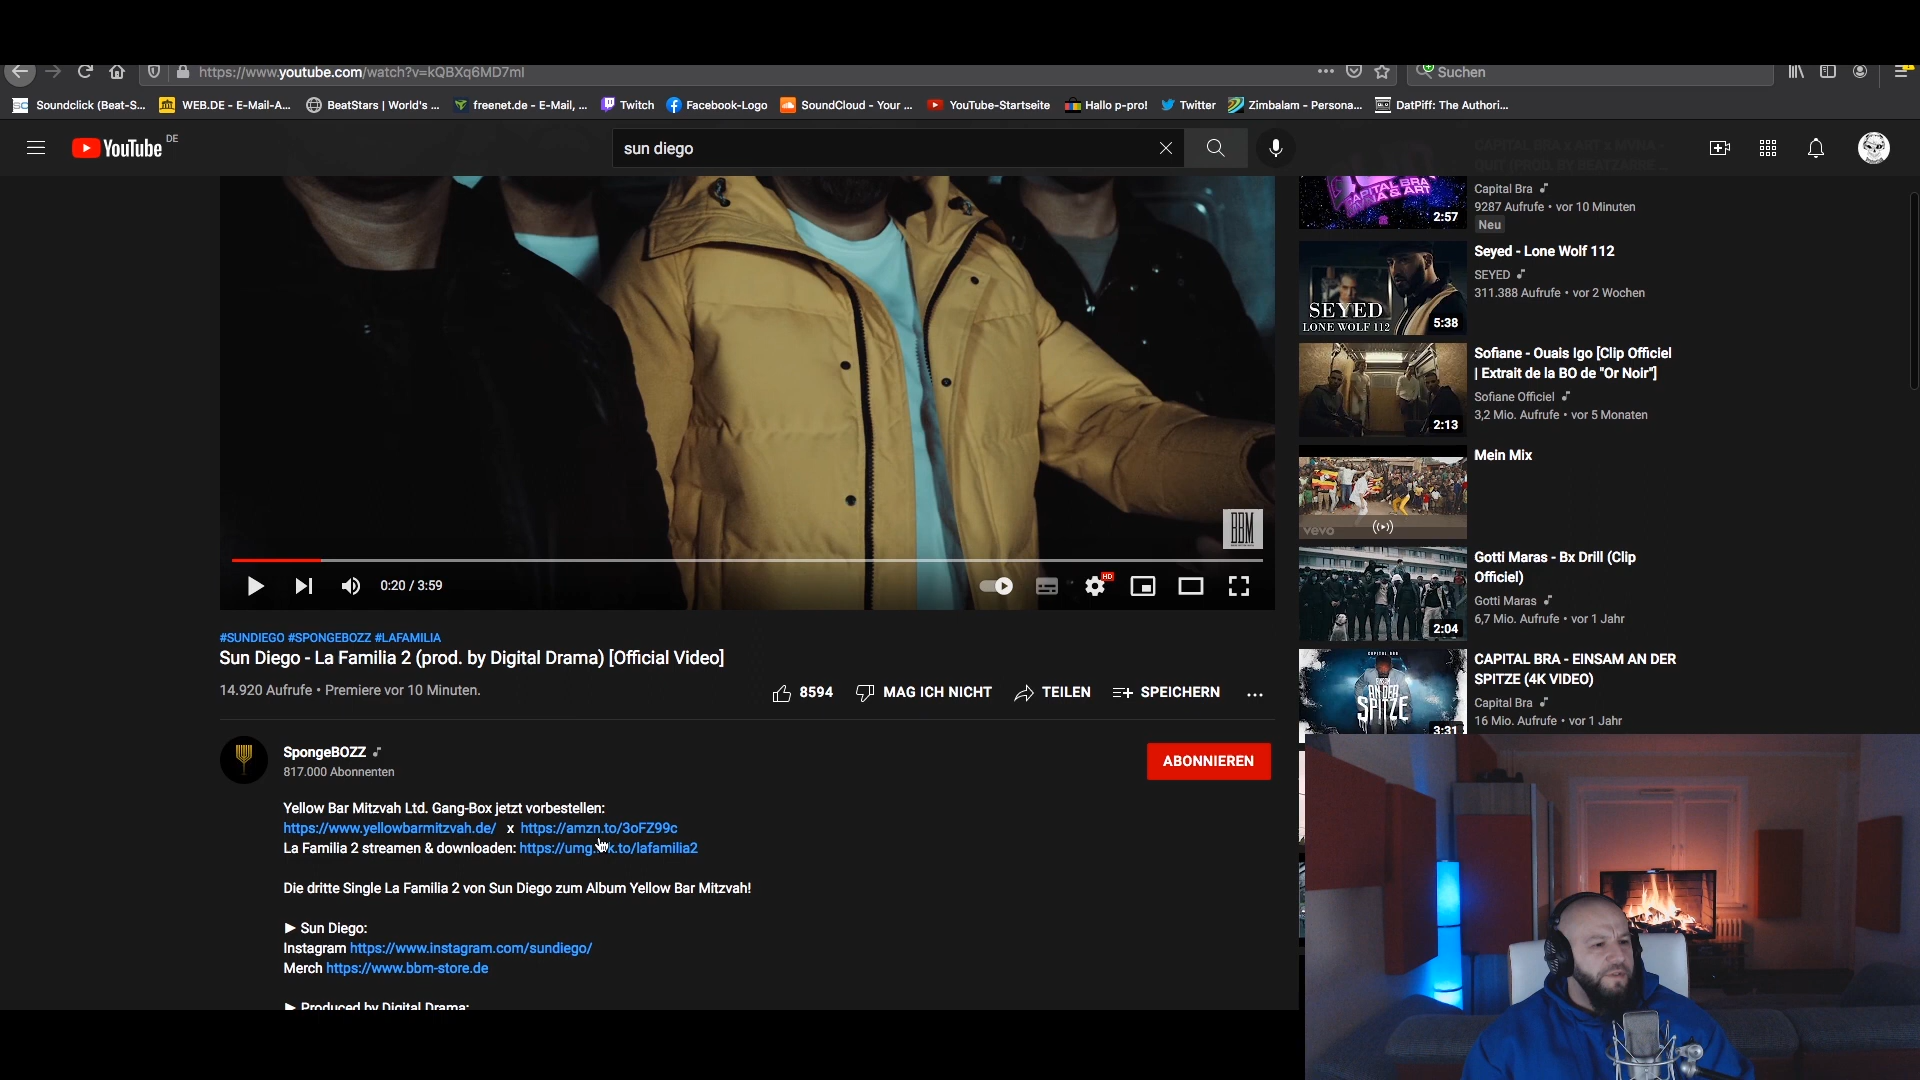 https://www.youtube.com/watch?v=kQBXq6MD7mI
Suchen
Soundclick (Beat-S...
WEB.DE - E-Mail-A...
BeatStars | World's ...
freenet.de - E-Mail, ...
Twitch
Facebook-Logo
SoundCloud - Your ...
YouTube-Startseite
Hallo p-pro!
Twitter
Zimbalam - Persona...
DatPiff: The Authori...
YouTube DE
sun diego
BBM
0:20 / 3:59
HD
#SUNDIEGO #SPONGEBOZZ #LAFAMILIA
Sun Diego - La Familia 2 (prod. by Digital Drama) [Official Video]
14.920 Aufrufe • Premiere vor 10 Minuten.
8594
MAG ICH NICHT
TEILEN
SPEICHERN
SpongeBOZZ
817.000 Abonnenten
ABONNIEREN
Yellow Bar Mitzvah Ltd. Gang-Box jetzt vorbestellen:
https://www.yellowbarmitzvah.de/ x https://amzn.to/3oFZ99c
La Familia 2 streamen & downloaden:
Die dritte Single La Familia 2 von Sun Diego zum Album Yellow Bar Mitzvah!
► Sun Diego:
Instagram https://www.instagram.com/sundiego/
Merch https://www.bbm-store.de
► Produced by Digital Drama:
CAPITAL BRA
2:57
Capital Bra
9287 Aufrufe • vor 10 Minuten
Neu
SEYED
LONE WOLF 112
5:38
Seyed - Lone Wolf 112
SEYED
311.388 Aufrufe • vor 2 Wochen
2:13
Sofiane - Ouais Igo [Clip Officiel
| Extrait de la BO de "Or Noir"]
Sofiane Officiel
3,2 Mio. Aufrufe • vor 5 Monaten
vevo
Mein Mix
2:04
Gotti Maras - Bx Drill (Clip
Officiel)
Gotti Maras
6,7 Mio. Aufrufe • vor 1 Jahr
CAPITAL BRA
EINSAM
AN DER
SPITZE
3:31
CAPITAL BRA - EINSAM AN DER
SPITZE (4K VIDEO)
Capital Bra
16 Mio. Aufrufe • vor 1 Jahr